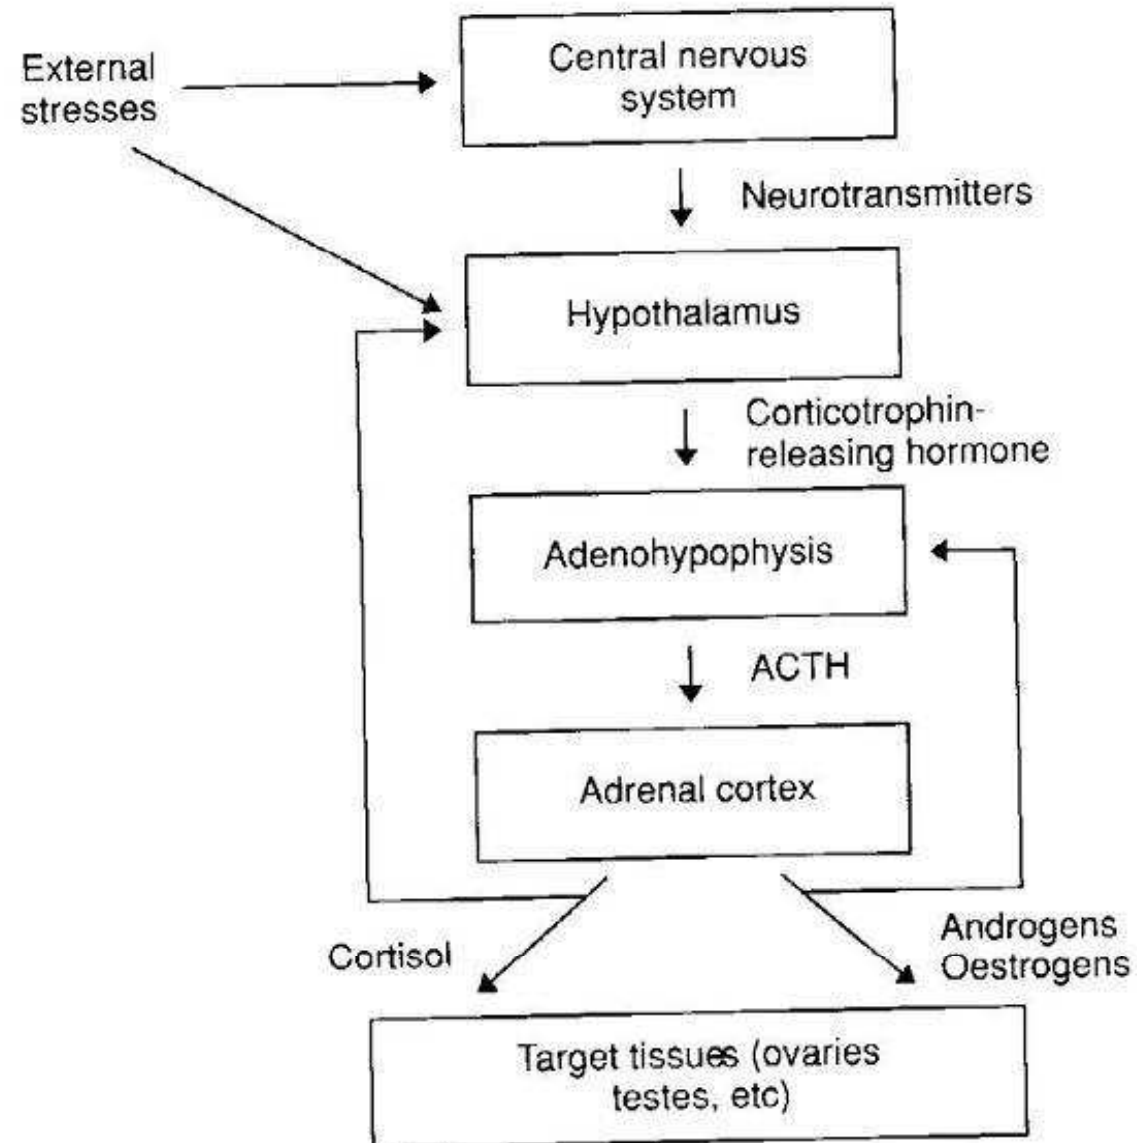 External
stresses
Central nervous
system
Neurotransmitters
Hypothalamus
Corticotrophin-
releasing hormone
Adenohypophysis
ACTH
Adrenal cortex
Cortisol
Androgens
Oestrogens
Target tissues (ovaries
testes, etc)